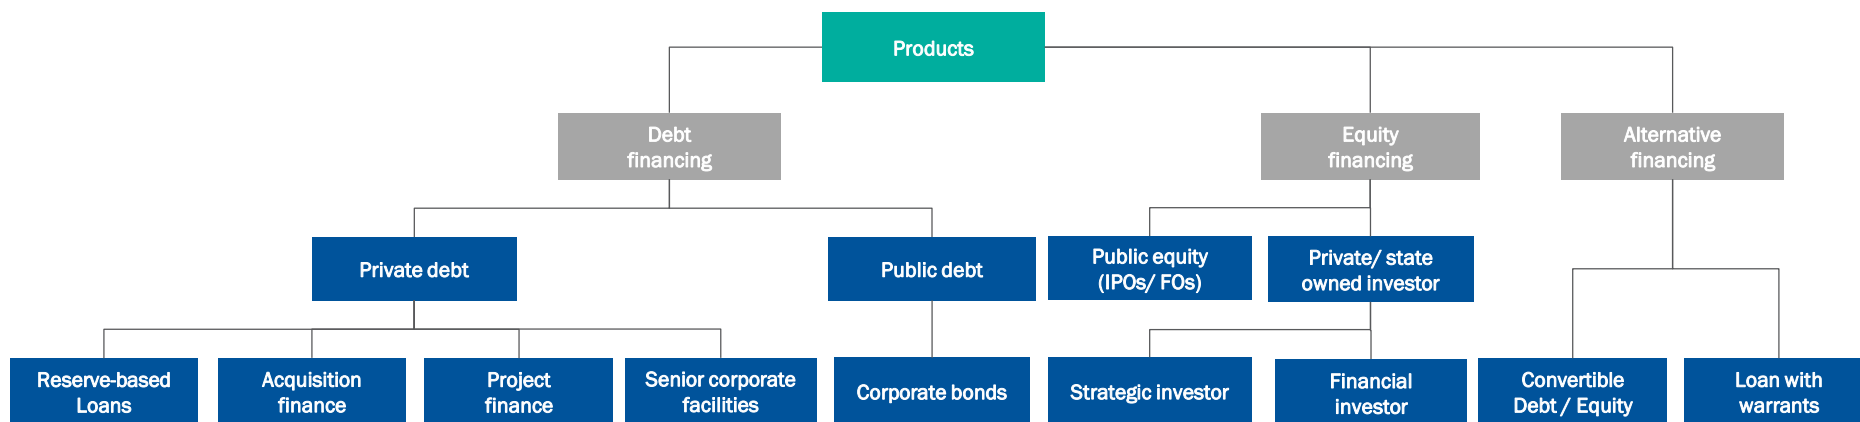 Products
Debt
financing
Equity
financing
Alternative
financing
Private debt
Public debt
Public equity
(IPOs/ FOs)
Private/ state
owned investor
Reserve-based
Loans
Acquisition
finance
Project
finance
Senior corporate
facilities
Corporate bonds
Strategic investor
Financial
investor
Convertible
Debt / Equity
Loan with
warrants